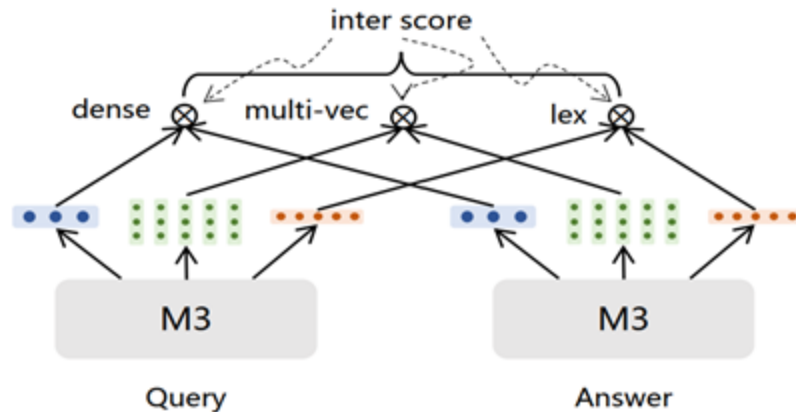 inter score
dense
multi-vec
lex
M3
M3
Query
Answer